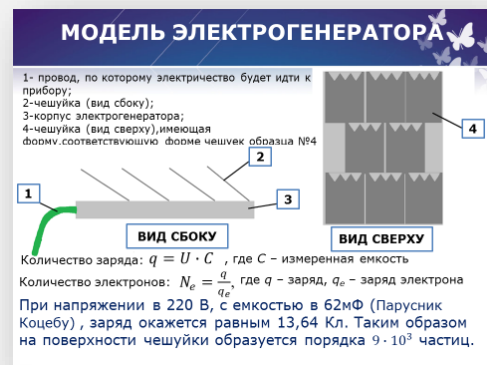 МОДЕЛЬ ЭЛЕКТРОГЕНЕРАТОРА
1- провод, по которому электричество будет идти к
прибору;
2-чешуйка (вид сбоку);
3-корпус электрогенератора;
4-чешуйка (вид сверху),имеющая
форму,соответствующую форме чешуек образца №4
4
2
1
3
ВИД СБОКУ
ВИД СВЕРХУ
Количество заряда: q = U · C , где C – измеренная емкость
Количество электронов: Nₑ = q/qₑ, где q – заряд, qₑ – заряд электрона
При напряжении в 220 В, с емкостью в 62мФ (Парусник
Коцебу) , заряд окажется равным 13,64 Кл. Таким образом
на поверхности чешуйки образуется порядка 9 · 10³ частиц.